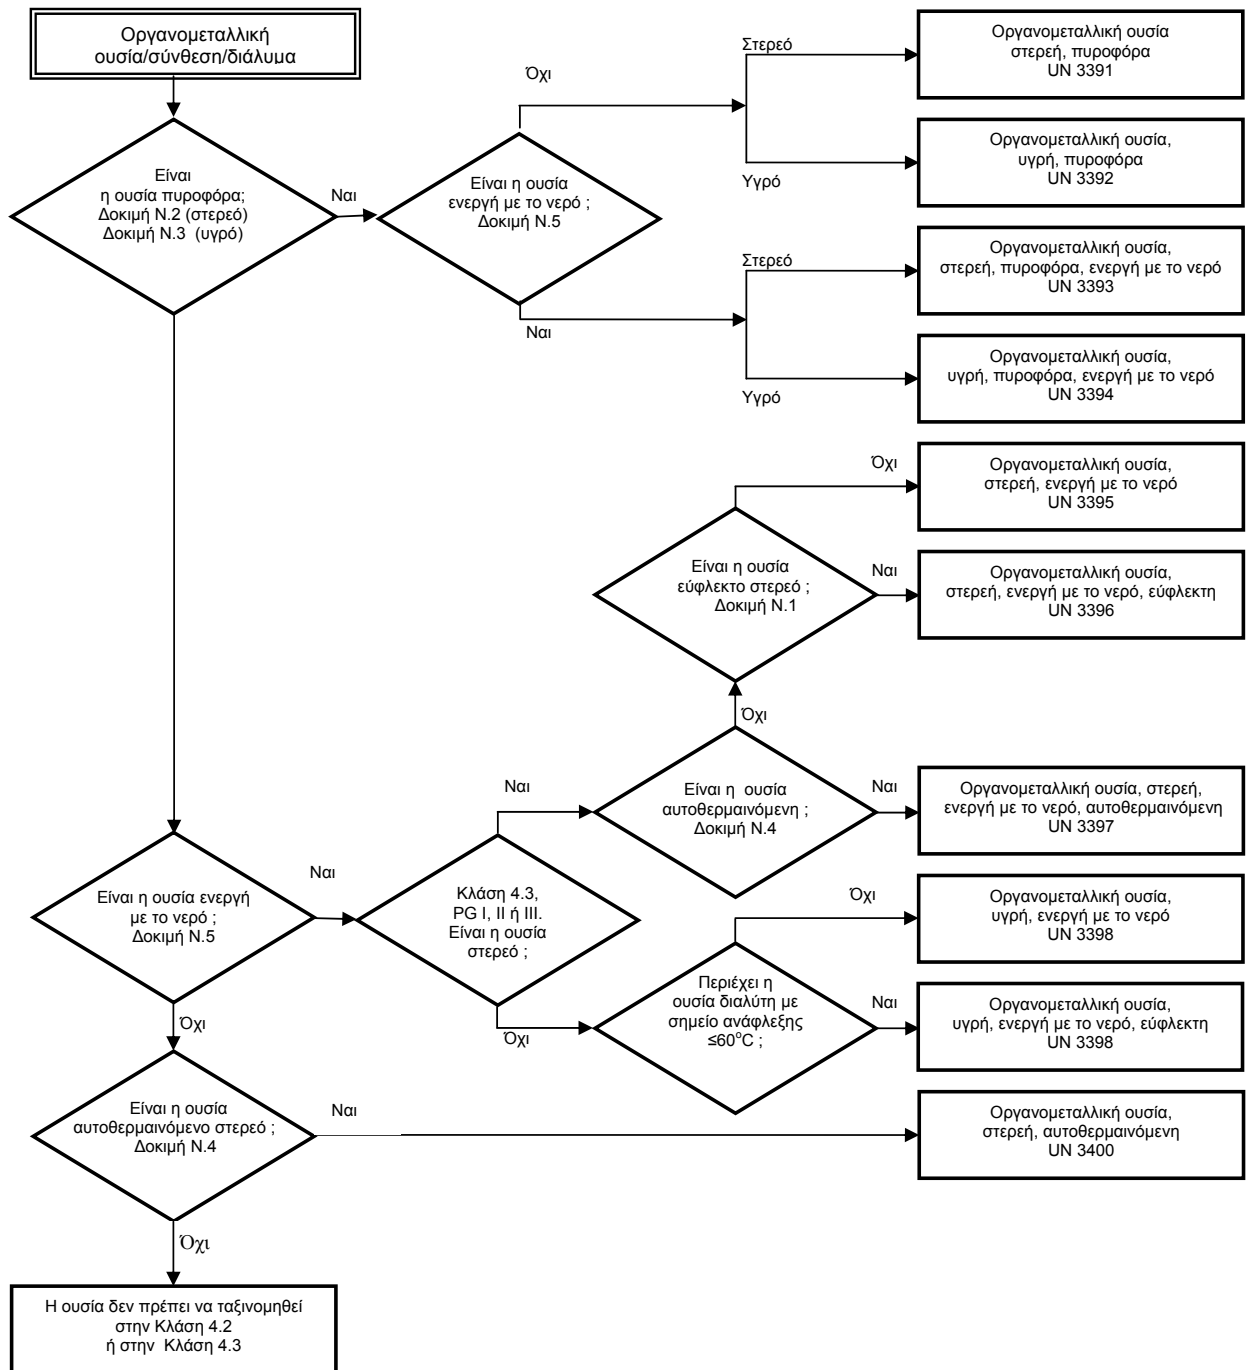 Οργανομεταλλική
ουσία/σύνθεση/διάλυμα
Είναι
η ουσία πυροφόρα;
Δοκιμή N.2 (στερεό)
Δοκιμή N.3 (υγρό)
Ναι
Είναι η ουσία
ενεργή με το νερό ;
Δοκιμή N.5
Όχι
Στερεό
Οργανομεταλλική ουσία
στερεή, πυροφόρα
UN 3391
Υγρό
Οργανομεταλλική ουσία,
υγρή, πυροφόρα
UN 3392
Ναι
Στερεό
Οργανομεταλλική ουσία,
στερεή, πυροφόρα, ενεργή με το νερό
UN 3393
Υγρό
Οργανομεταλλική ουσία,
υγρή, πυροφόρα, ενεργή με το νερό
UN 3394
Όχι
Οργανομεταλλική ουσία,
στερεή, ενεργή με το νερό
UN 3395
Είναι η ουσία
εύφλεκτο στερεό ;
Δοκιμή N.1
Ναι
Οργανομεταλλική ουσία,
στερεή, ενεργή με το νερό, εύφλεκτη
UN 3396
Όχι
Ναι
Είναι η ουσία
αυτοθερμαινόμενη ;
Δοκιμή N.4
Ναι
Οργανομεταλλική ουσία, στερεή,
ενεργή με το νερό, αυτοθερμαινόμενη
UN 3397
Είναι η ουσία ενεργή
με το νερό ;
Δοκιμή N.5
Ναι
Κλάση 4.3,
PG I, II ή III.
Είναι η ουσία
στερεό ;
Όχι
Οργανομεταλλική ουσία,
υγρή, ενεργή με το νερό
UN 3398
Όχι
Περιέχει η
ουσία διαλύτη με
σημείο ανάφλεξης
≤60°C ;
Ναι
Οργανομεταλλική ουσία,
υγρή, ενεργή με το νερό, εύφλεκτη
UN 3398
Όχι
Είναι η ουσία
αυτοθερμαινόμενο στερεό ;
Δοκιμή N.4
Ναι
Οργανομεταλλική ουσία,
στερεή, αυτοθερμαινόμενη
UN 3400
Όχι
Η ουσία δεν πρέπει να ταξινομηθεί
στην Κλάση 4.2
ή στην Κλάση 4.3